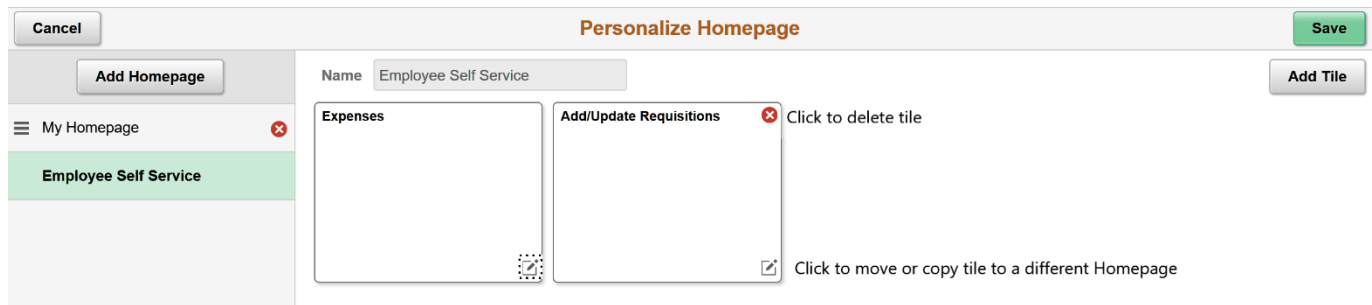 Cancel
Personalize Homepage
Save
Add Homepage
Name
Employee Self Service
Add Tile
My Homepage
Employee Self Service
Expenses
Add/Update Requisitions
Click to delete tile
Click to move or copy tile to a different Homepage